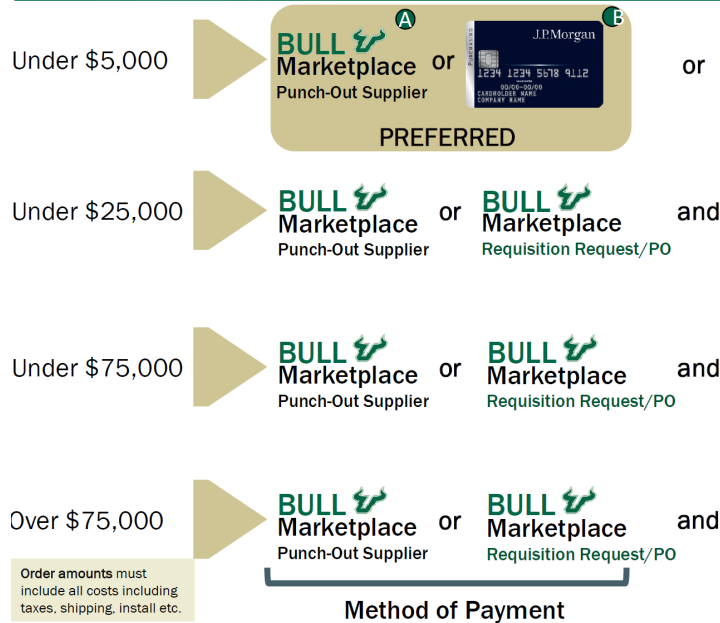 A
B
Under $5,000
BULL
Marketplace
Punch-Out Supplier
or
PURCHASING
J.P.Morgan
1234 1234 5678 9112
00/00-00/00
CARDHOLDER NAME
COMPANY NAME
or
PREFERRED
Under $25,000
BULL
Marketplace
Punch-Out Supplier
or
BULL
Marketplace
Requisition Request/PO
and
Under $75,000
BULL
Marketplace
Punch-Out Supplier
or
BULL
Marketplace
Requisition Request/PO
and
Over $75,000
BULL
Marketplace
Punch-Out Supplier
or
BULL
Marketplace
Requisition Request/PO
and
Order amounts must
include all costs including
taxes, shipping, install etc.
Method of Payment